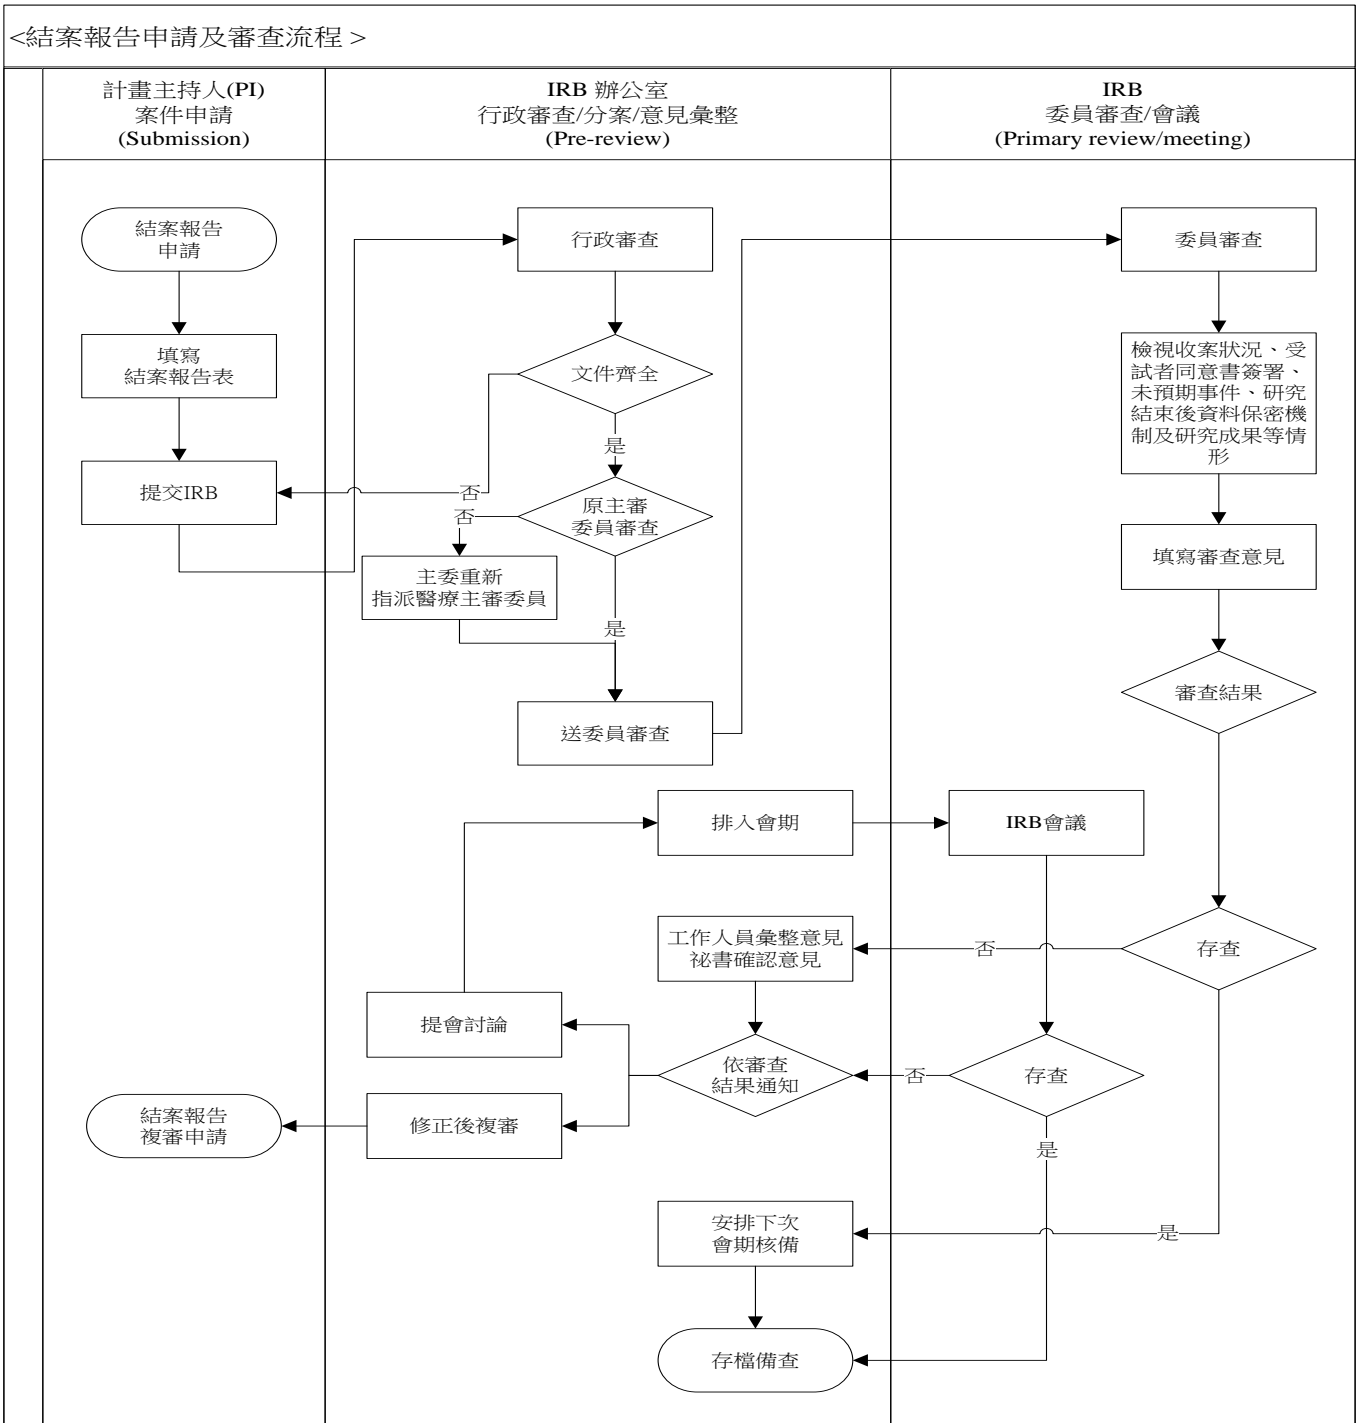 <結案報告申請及審查流程 >
計畫主持人(PI)
案件申請
(Submission)
IRB 辦公室
行政審查/分案/意見彙整
(Pre-review)
IRB
委員審查/會議
(Primary review/meeting)
結案報告
申請
填寫
結案報告表
提交IRB
行政審查
文件齊全
是
否
原主審
委員審查
否
主委重新
指派醫療主審委員
是
送委員審查
委員審查
檢視收案狀況、受
試者同意書簽署、
未預期事件、研究
結束後資料保密機
制及研究成果等情
形
填寫審查意見
審查結果
排入會期
IRB會議
工作人員彙整意見
祕書確認意見
否
存查
提會討論
依審查
結果通知
否
存查
結案報告
複審申請
修正後複審
是
安排下次
會期核備
是
存檔備查